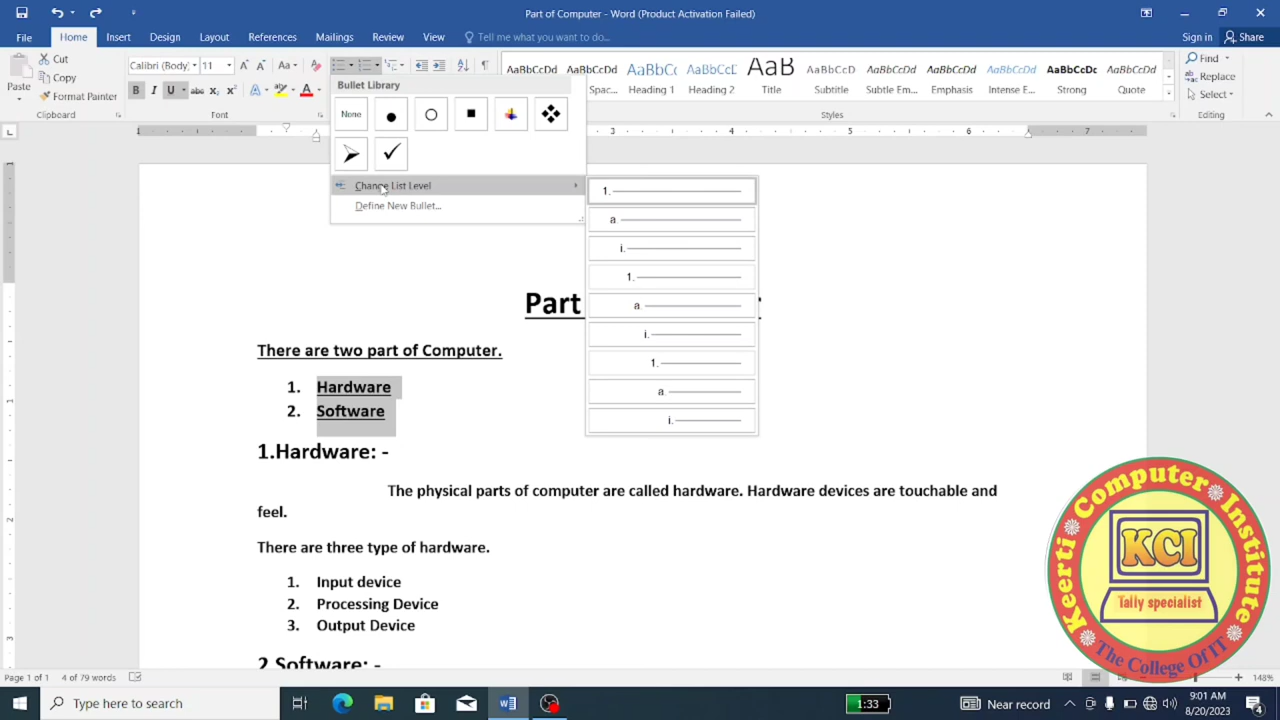 Part of Computer - Word (Product Activation Failed)
File Home Insert Design Layout References Mailings Review View Tell me what you want to do... Sign in Share
Paste Cut Copy Format Painter Clipboard
Calibri (Body) 11 Aa Font
B I U abc x₂ x² A
AaBbCcDd AaBbCcDd AaBbCc AaBbCcD AaB AaBbCcDd AaBbCcDd AaBbCcDd AaBbCcDd AaBbCcDd AaBbCcDd
Spac... Heading 1 Heading 2 Title Subtitle Subtle Em... Emphasis Intense E... Strong Quote
Styles
Find
Replace
Select
Editing
Bullet Library
None
Change List Level
Define New Bullet...
1.
a.
i.
1.
a.
i.
1.
a.
i.
Part
There are two part of Computer.
1. Hardware
2. Software
1.Hardware: -
The physical parts of computer are called hardware. Hardware devices are touchable and
feel.
There are three type of hardware.
1. Input device
2. Processing Device
3. Output Device
2.Software: -
Keerti Computer Institute
KCI
Tally specialist
The College Of IT
Page 1 of 1 4 of 79 words 148%
Type here to search 1:33 Near record 9:01 AM
8/20/2023